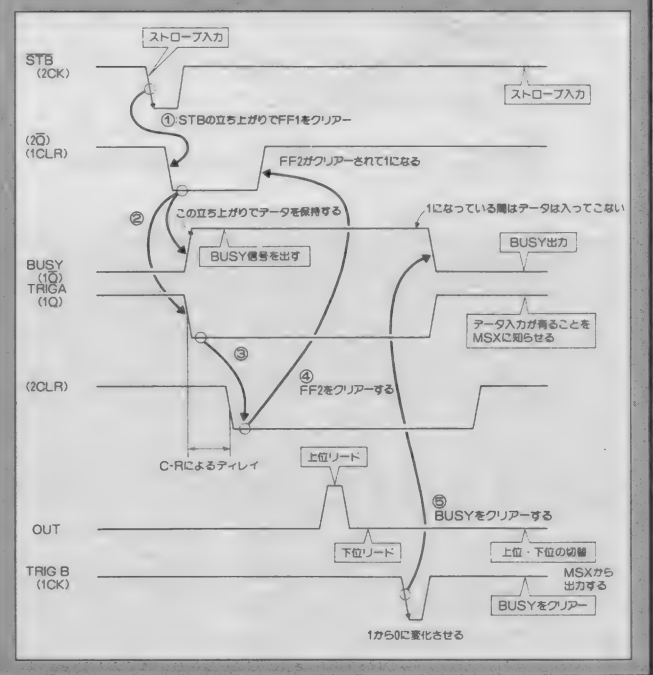 ストローブ入力
STB
(2CK)
ストローブ入力
①:STBの立ち上がりでFF1をクリアー
(2Q)
(1CLR)
FF2がクリアーされて1になる
②
この立ち上がりでデータを保持する
1になっている間はデータは入ってこない
BUSY信号を出す
BUSY出力
BUSY
(1Q)
TRIGA
(1Q)
データ入力が有ることを
MSXに知らせる
③
④
FF2をクリアーする
(2CLR)
C-Rによるディレイ
上位リード
⑤
BUSYをクリアーする
OUT
下位リード
上位・下位の切替
TRIG B
(1CK)
MSXから
出力する
BUSYをクリアー
1から0に変化させる